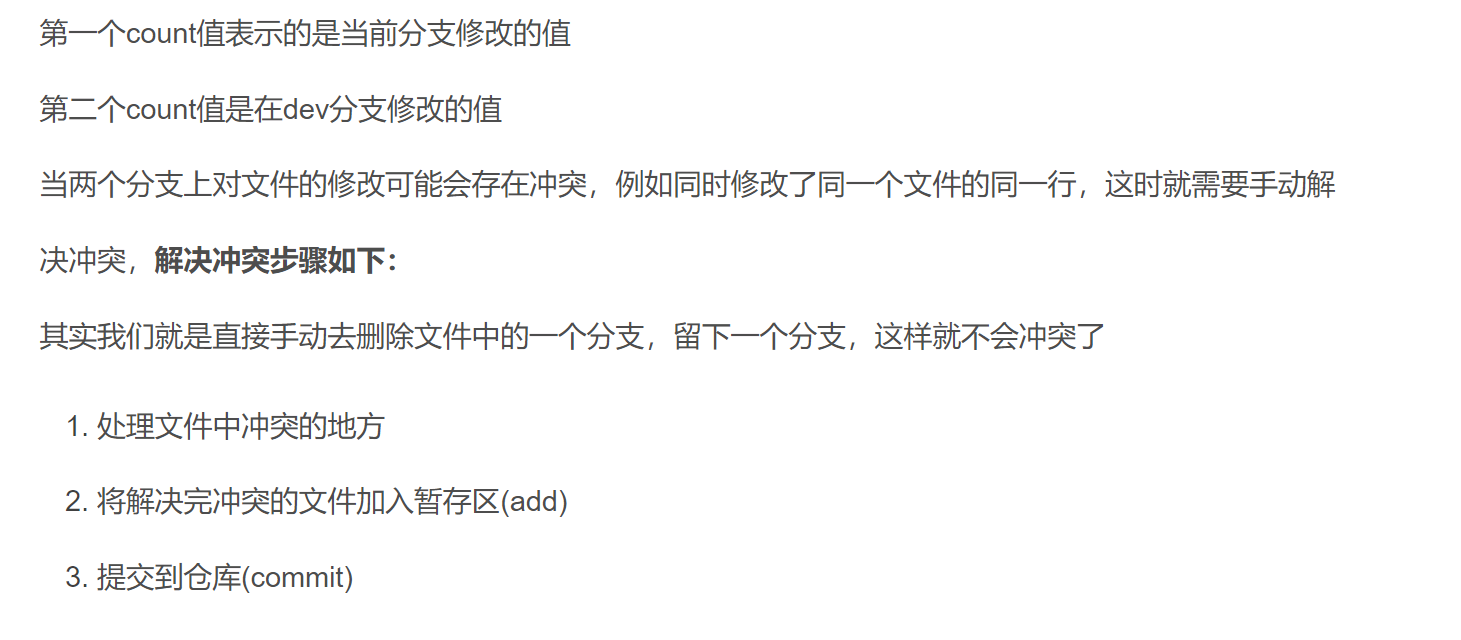 第一个count值表示的是当前分支修改的值
第二个count值是在dev分支修改的值
当两个分支上对文件的修改可能会存在冲突，例如同时修改了同一个文件的同一行，这时就需要手动解
决冲突，解决冲突步骤如下：
其实我们就是直接手动去删除文件中的一个分支，留下一个分支，这样就不会冲突了
1. 处理文件中冲突的地方
2. 将解决完冲突的文件加入暂存区(add)
3. 提交到仓库(commit)